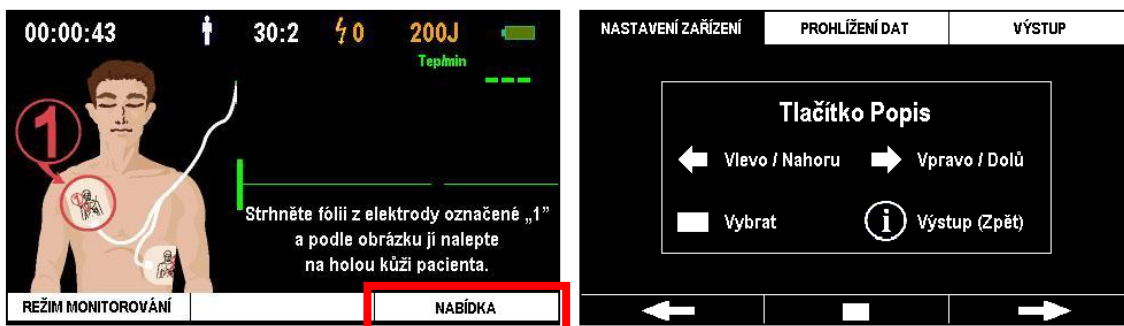 00:00:43 30:2 0 200J
Tep/min
---
1
Strhněte fólii z elektrody označené „1”
a podle obrázku ji nalepte
na holou kůži pacienta.
REŽIM MONITOROVÁNÍ NABÍDKA
NASTAVENÍ ZAŘÍZENÍ PROHLÍŽENÍ DAT VÝSTUP
Tlačítko Popis
Vlevo / Nahoru Vpravo / Dolů
Vybrat i Výstup (Zpět)